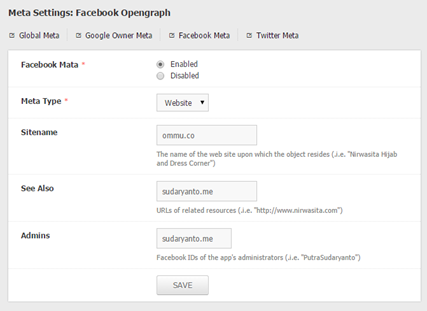 Meta Settings: Facebook Opengraph
Global Meta Google Owner Meta Facebook Meta Twitter Meta
Facebook Mata * Enabled
Disabled
Meta Type * Website
Sitename ommu.co
The name of the web site upon which the object resides (.i.e. "Nirwasita Hijab
and Dress Corner")
See Also sudaryanto.me
URLs of related resources (.i.e. "http://www.nirwasita.com")
Admins sudaryanto.me
Facebook IDs of the app's administrators (.i.e. "PutraSudaryanto")
SAVE